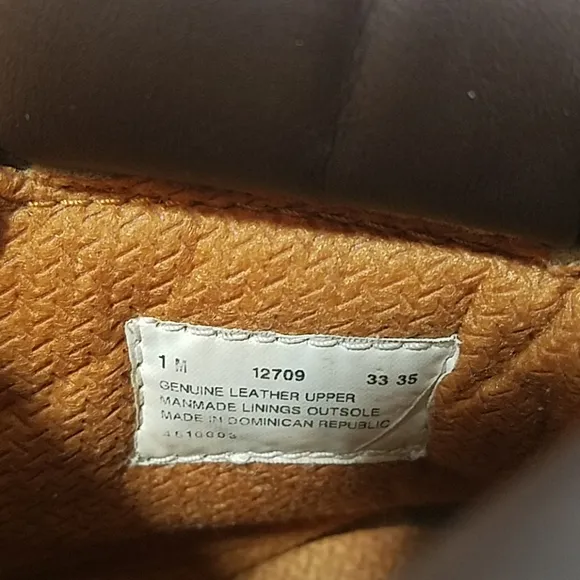 1 M 12709 33 35
GENUINE LEATHER UPPER
MANMADE LININGS OUTSOLE
MADE IN DOMINICAN REPUBLIC